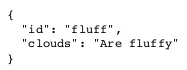 {
  "id": "fluff",
  "clouds": "Are fluffy"
}